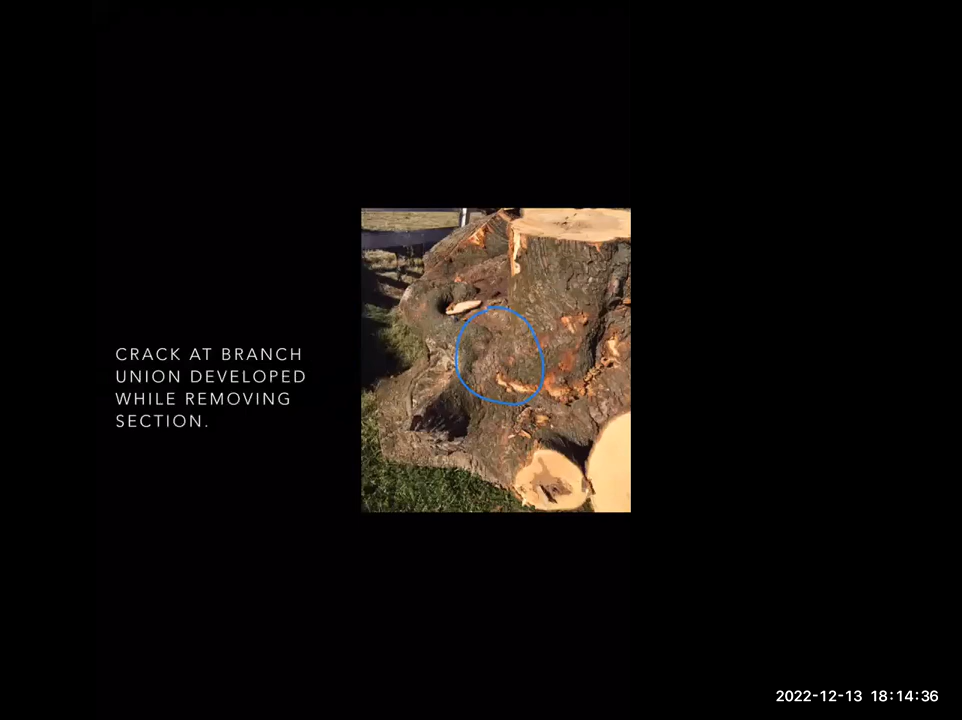 CRACK AT BRANCH
UNION DEVELOPED
WHILE REMOVING
SECTION.
2022-12-13 18:14:36